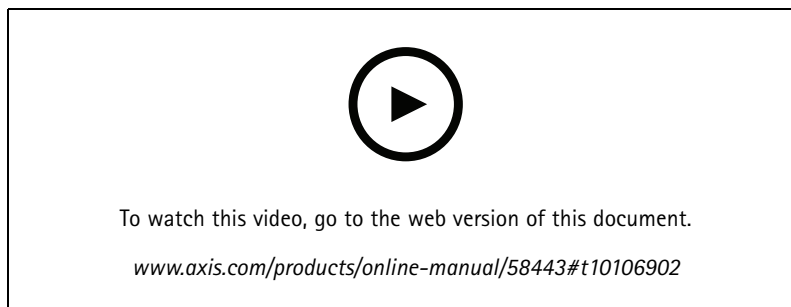 To watch this video, go to the web version of this document.
www.axis.com/products/online-manual/58443#t10106902